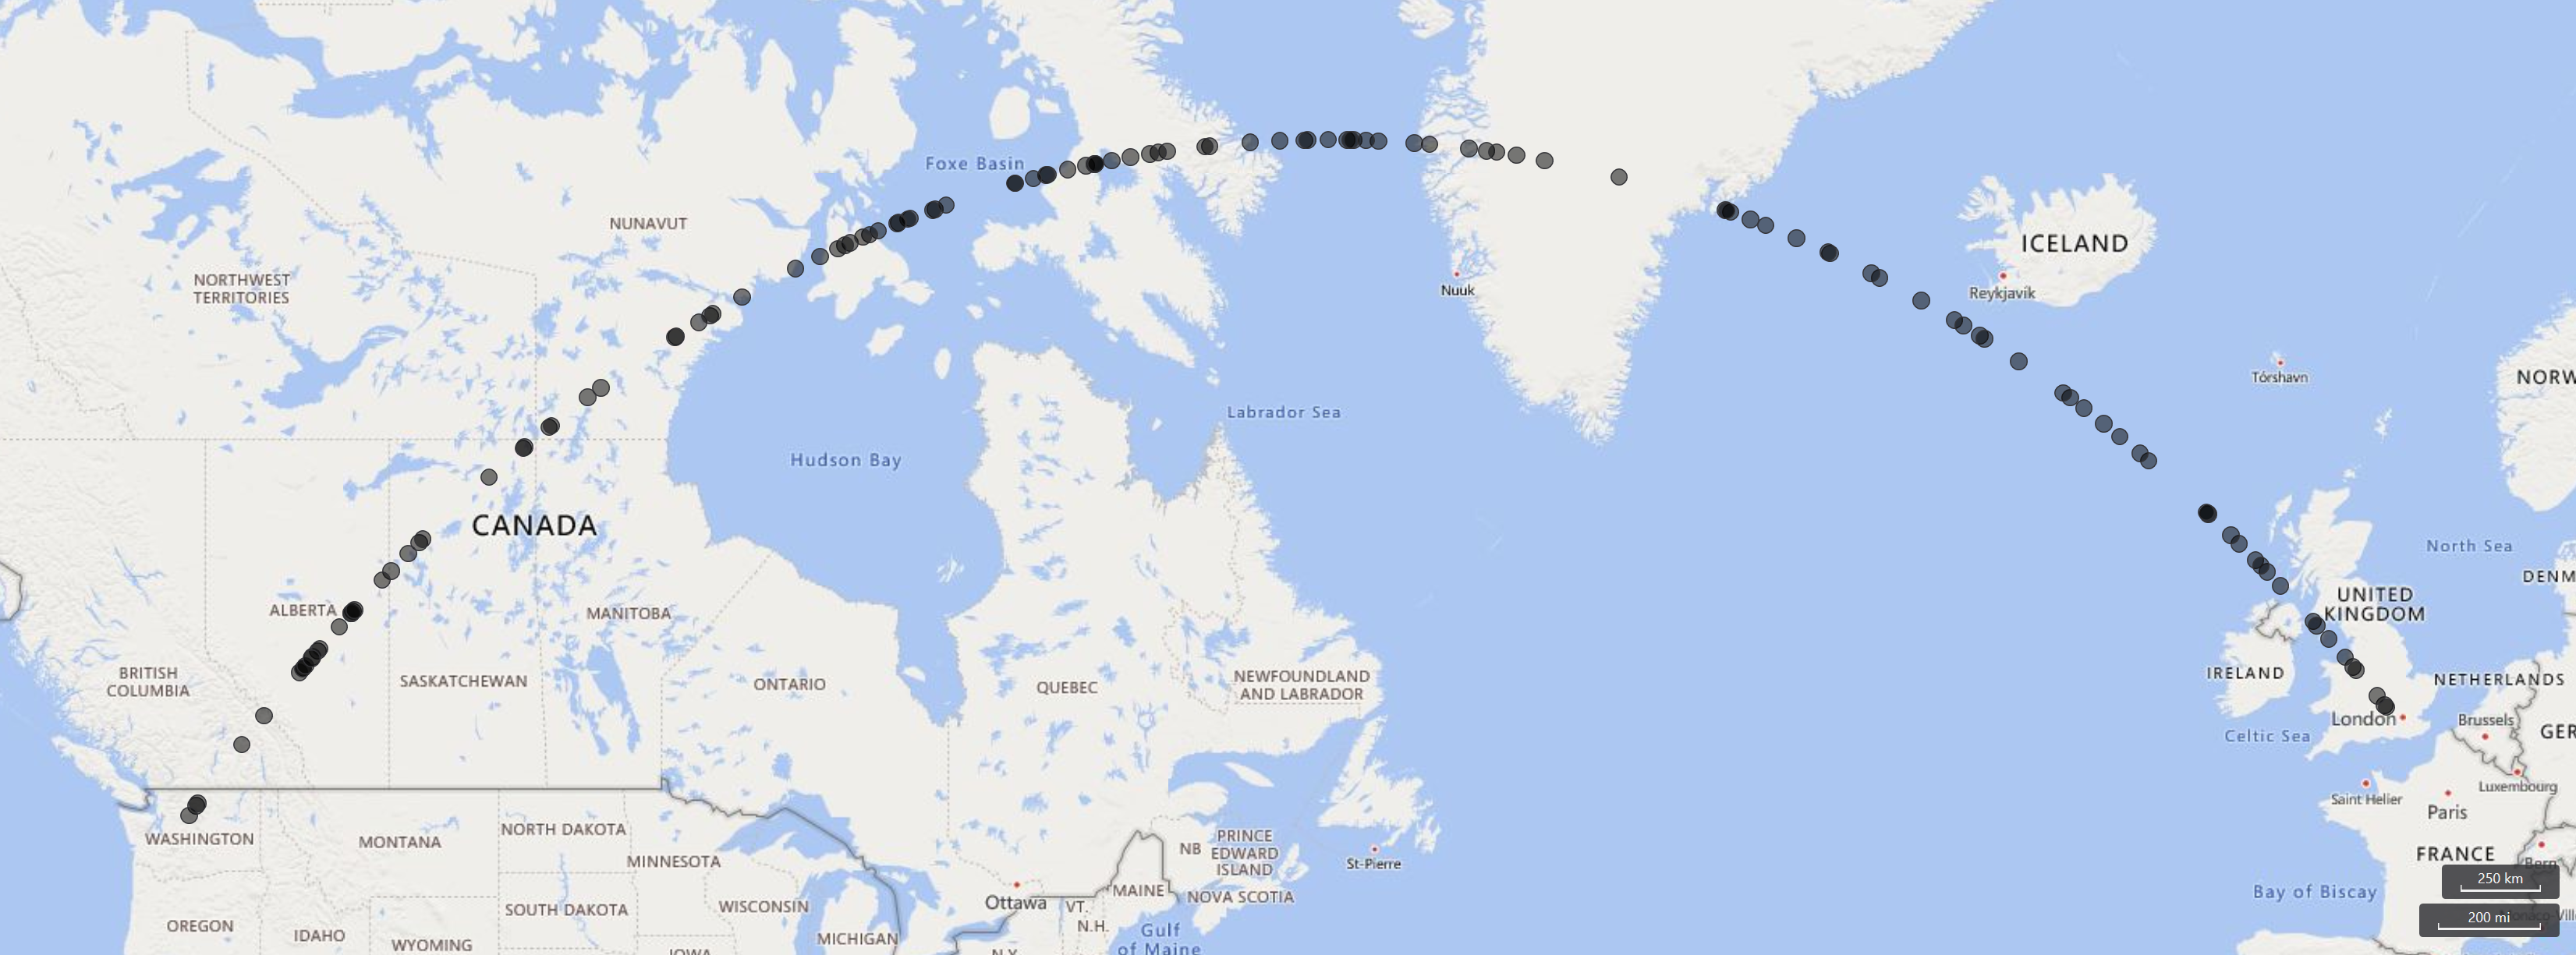 Foxe Basin
NUNAVUT
NORTHWEST
TERRITORIES
ICELAND
Reykjavík
Nuuk
Tórshavn
NORW
Labrador Sea
Hudson Bay
CANADA
North Sea
DENM
ALBERTA
MANITOBA
UNITED
KINGDOM
BRITISH
COLUMBIA
SASKATCHEWAN
ONTARIO
QUEBEC
NEWFOUNDLAND
AND LABRADOR
IRELAND
NETHERLANDS
London
Brussels
Celtic Sea
GER
Luxembourg
Saint Helier
Paris
WASHINGTON
MONTANA
NORTH DAKOTA
MINNESOTA
NB
PRINCE
EDWARD
ISLAND
St-Pierre
FRANCE
Bern
250 km
OREGON
IDAHO
WYOMING
SOUTH DAKOTA
WISCONSIN
MICHIGAN
IOWA
Ottawa
MAINE
NOVA SCOTIA
VT.
N.H.
N.Y.
Gulf
of Maine
Bay of Biscay
200 mi